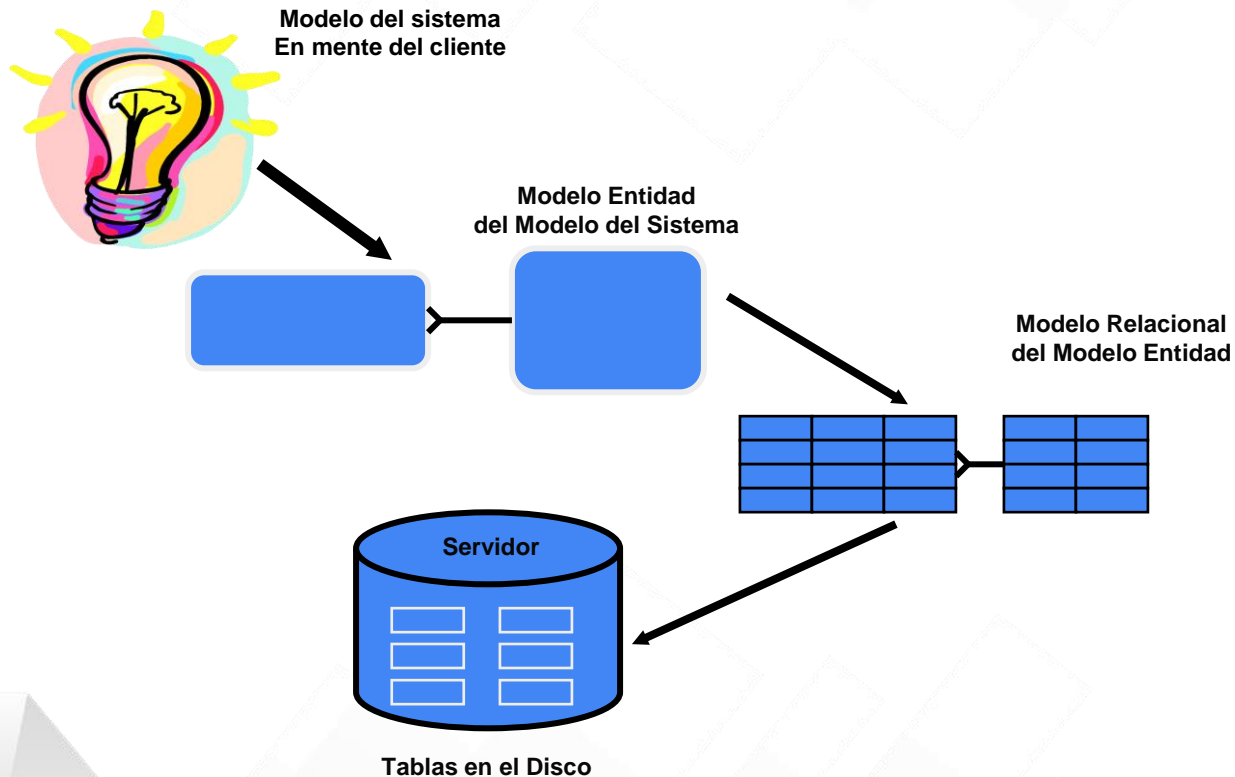 Modelo del sistema
En mente del cliente
Modelo Entidad
del Modelo del Sistema
Modelo Relacional
del Modelo Entidad
Servidor
Tablas en el Disco